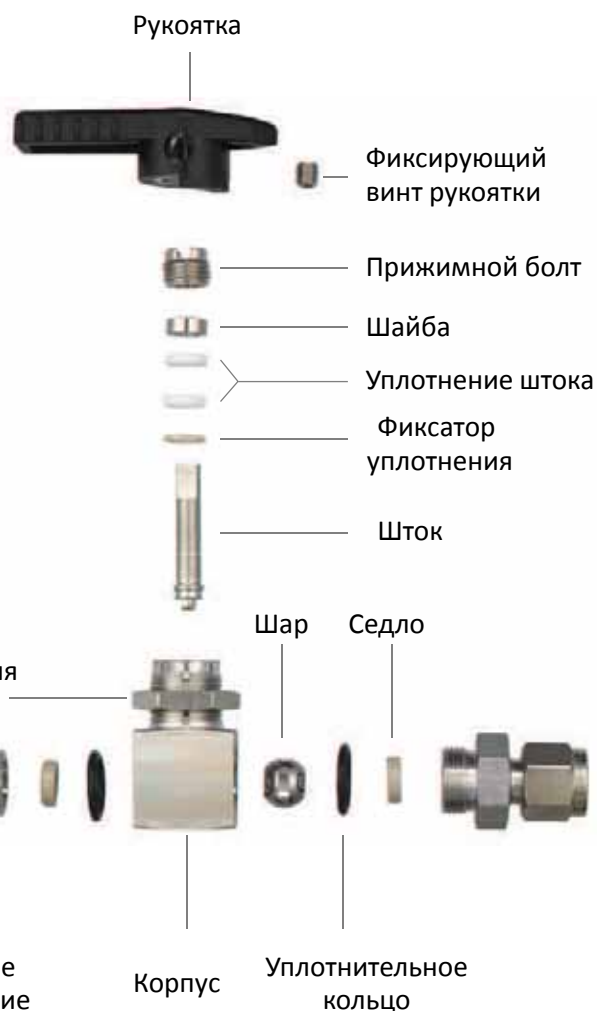 Рукоятка
Фиксирующий
винт рукоятки
Прижимной болт
Шайба
Уплотнение штока
Фиксатор
уплотнения
Шток
Шар
Седло
ия
е
ие
Корпус
Уплотнительное
кольцо